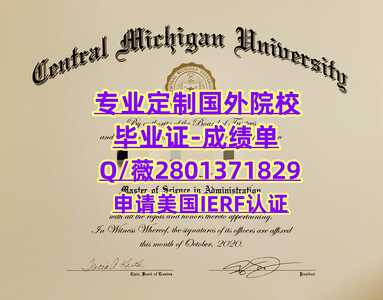 Central Michigan University
专业定制国外院校
毕业证-成绩单
Q/薇2801371829
Master of Science in Administration
申请美国IERF认证
with all the rights and honors thereto appertaining.
In Witness Whereof, the signatures of its officers are affixed
this month of October, 2020.
Chair, Board of Trustees
President